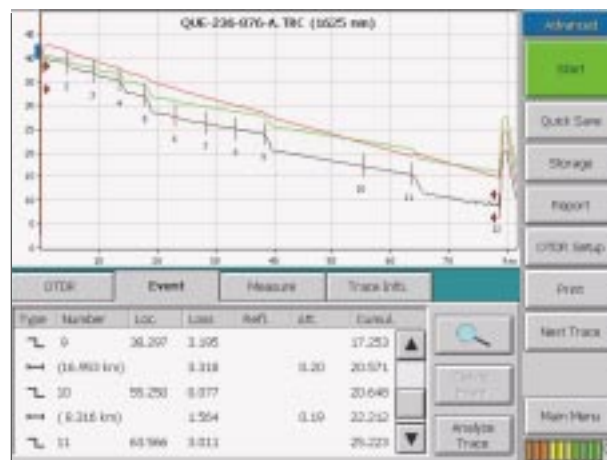 QUE-236-076-A.TRC (1625 nm)
Advanced
Start
Quick Save
Storage
Report
OTDR Setup
Print
Next Trace
Main Menu
OTDR Event Measure Trace Info.
Type Number Loc. Loss Refl. Att. Cumul.
9 38.297 3.195 17.253
(16.953 km) 3.318 0.20 20.571
10 55.250 0.077 20.648
(8.316 km) 1.564 0.19 22.212
11 63.566 3.011 25.223
Analyze
Trace